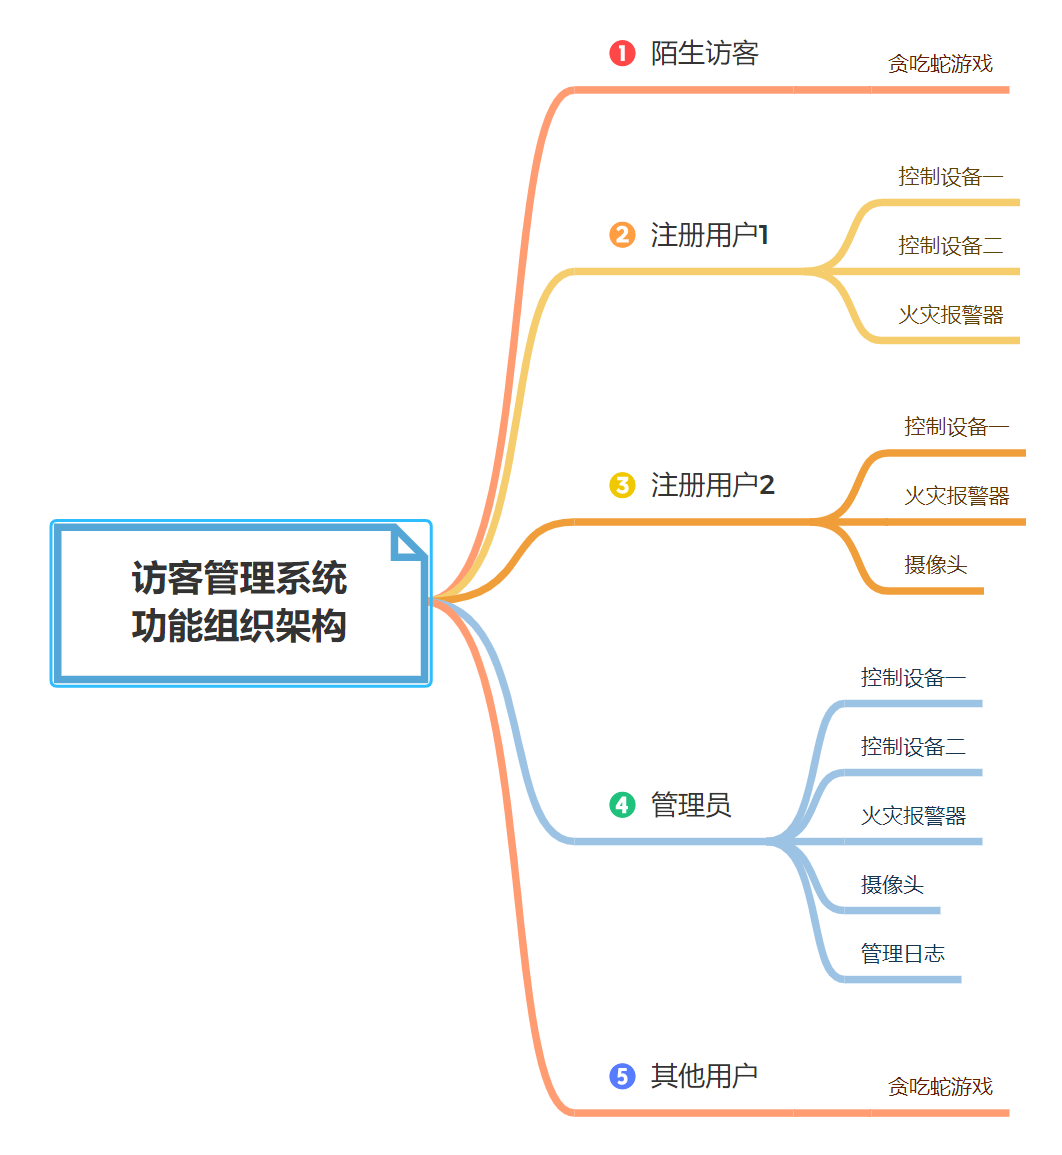 访客管理系统
功能组织架构
1 陌生访客
贪吃蛇游戏
2 注册用户1
控制设备一
控制设备二
火灾报警器
3 注册用户2
控制设备一
火灾报警器
摄像头
4 管理员
控制设备一
控制设备二
火灾报警器
摄像头
管理日志
5 其他用户
贪吃蛇游戏